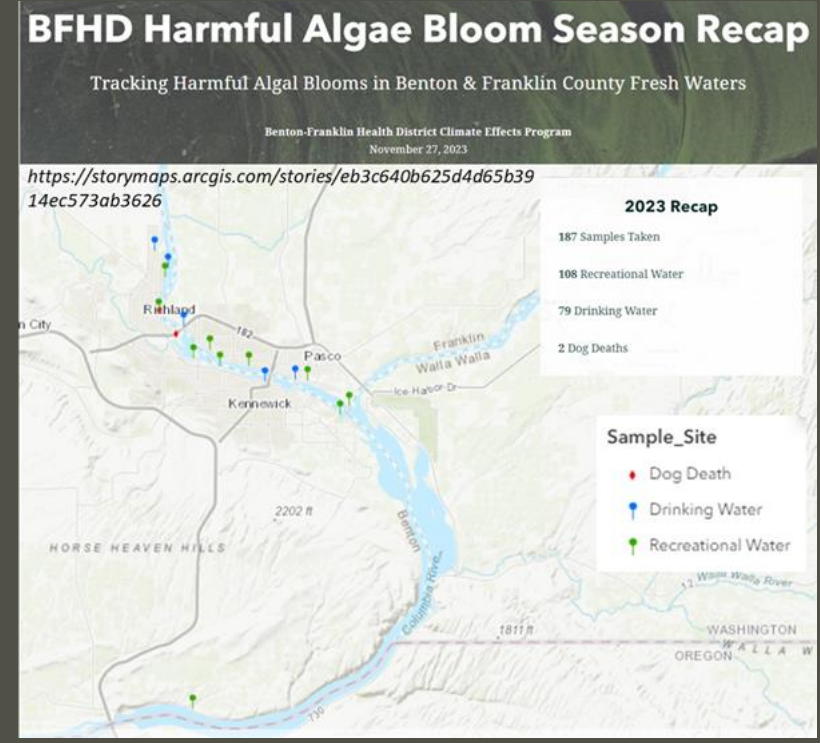 BFHD Harmful Algae Bloom Season Recap
Tracking Harmful Algal Blooms in Benton & Franklin County Fresh Waters
Benton-Franklin Health District Climate Effects Program
November 27, 2023
https://storymaps.arcgis.com/stories/eb3c640b625d4d65b39
14ec573ab3626
2023 Recap
187 Samples Taken
108 Recreational Water
79 Drinking Water
2 Dog Deaths
Richland
n City
182
Pasco
Franklin
Walla Walla
Ice-Harbor-Dr
Kennewick
Sample_Site
Dog Death
Drinking Water
Recreational Water
2202 ft
HORSE HEAVEN HILLS
Benton
Columbia Rive
12
Walla Walla River
1811 ft
WASHINGTON
WALLA W
OREGON
730